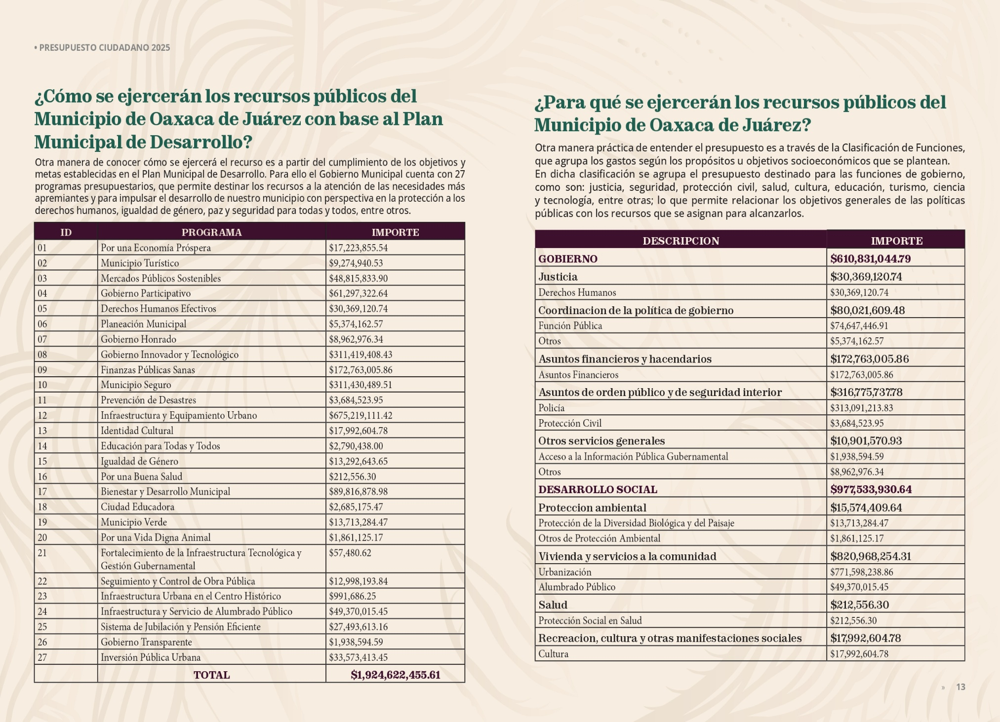 • PRESUPUESTO CIUDADANO 2025
¿Cómo se ejercerán los recursos públicos del
Municipio de Oaxaca de Juárez con base al Plan
Municipal de Desarrollo?
Otra manera de conocer cómo se ejercerá el recurso es a partir del cumplimiento de los objetivos y
metas establecidas en el Plan Municipal de Desarrollo. Para ello el Gobierno Municipal cuenta con 27
programas presupuestarios, que permite destinar los recursos a la atención de las necesidades más
apremiantes y para impulsar el desarrollo de nuestro municipio con perspectiva en la protección a los
derechos humanos, igualdad de género, paz y seguridad para todas y todos, entre otros.
ID PROGRAMA IMPORTE
01 Por una Economía Próspera $17,223,855.54
02 Municipio Turístico $9,274,940.53
03 Mercados Públicos Sostenibles $48,815,833.90
04 Gobierno Participativo $61,297,322.64
05 Derechos Humanos Efectivos $30,369,120.74
06 Planeación Municipal $5,374,162.57
07 Gobierno Honrado $8,962,976.34
08 Gobierno Innovador y Tecnológico $311,419,408.43
09 Finanzas Públicas Sanas $172,763,005.86
10 Municipio Seguro $311,430,489.51
11 Prevención de Desastres $3,684,523.95
12 Infraestructura y Equipamiento Urbano $675,219,111.42
13 Identidad Cultural $17,992,604.78
14 Educación para Todas y Todos $2,790,438.00
15 Igualdad de Género $13,292,643.65
16 Por una Buena Salud $212,556.30
17 Bienestar y Desarrollo Municipal $89,816,878.98
18 Ciudad Educadora $2,685,175.47
19 Municipio Verde $13,713,284.47
20 Por una Vida Digna Animal $1,861,125.17
21 Fortalecimiento de la Infraestructura Tecnológica y $57,480.62
Gestión Gubernamental
22 Seguimiento y Control de Obra Pública $12,998,193.84
23 Infraestructura Urbana en el Centro Histórico $991,686.25
24 Infraestructura y Servicio de Alumbrado Público $49,370,015.45
25 Sistema de Jubilación y Pensión Eficiente $27,493,613.16
26 Gobierno Transparente $1,938,594.59
27 Inversión Pública Urbana $33,573,413.45
TOTAL $1,924,622,455.61
¿Para qué se ejercerán los recursos públicos del
Municipio de Oaxaca de Juárez?
Otra manera práctica de entender el presupuesto es a través de la Clasificación de Funciones,
que agrupa los gastos según los propósitos u objetivos socioeconómicos que se plantean.
En dicha clasificación se agrupa el presupuesto destinado para las funciones de gobierno,
como son: justicia, seguridad, protección civil, salud, cultura, educación, turismo, ciencia
y tecnología, entre otras; lo que permite relacionar los objetivos generales de las políticas
públicas con los recursos que se asignan para alcanzarlos.
DESCRIPCION IMPORTE
GOBIERNO $610,831,044.79
Justicia $30,369,120.74
Derechos Humanos $30,369,120.74
Coordinacion de la política de gobierno $80,021,609.48
Función Pública $74,647,446.91
Otros $5,374,162.57
Asuntos financieros y hacendarios $172,763,005.86
Asuntos Financieros $172,763,005.86
Asuntos de orden público y de seguridad interior $316,775,737.78
Policía $313,091,213.83
Protección Civil $3,684,523.95
Otros servicios generales $10,901,570.93
Acceso a la Información Pública Gubernamental $1,938,594.59
Otros $8,962,976.34
DESARROLLO SOCIAL $977,533,930.64
Proteccion ambiental $15,574,409.64
Protección de la Diversidad Biológica y del Paisaje $13,713,284.47
Otros de Protección Ambiental $1,861,125.17
Vivienda y servicios a la comunidad $820,968,254.31
Urbanización $771,598,238.86
Alumbrado Público $49,370,015.45
Salud $212,556.30
Protección Social en Salud $212,556.30
Recreacion, cultura y otras manifestaciones sociales $17,992,604.78
Cultura $17,992,604.78
» 13